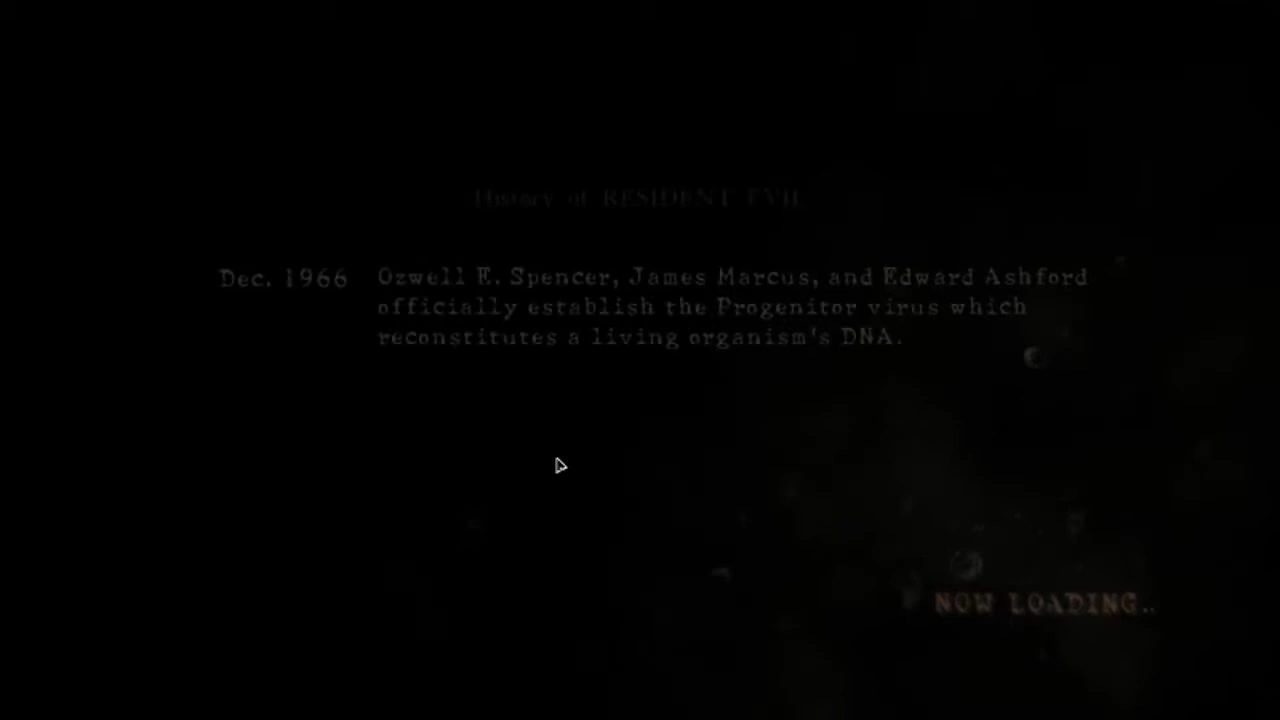 History of RESIDENT EVIL
Dec. 1966 Ozwell E. Spencer, James Marcus, and Edward Ashford
officially establish the Progenitor virus which
reconstitutes a living organism's DNA.
NOW LOADING..